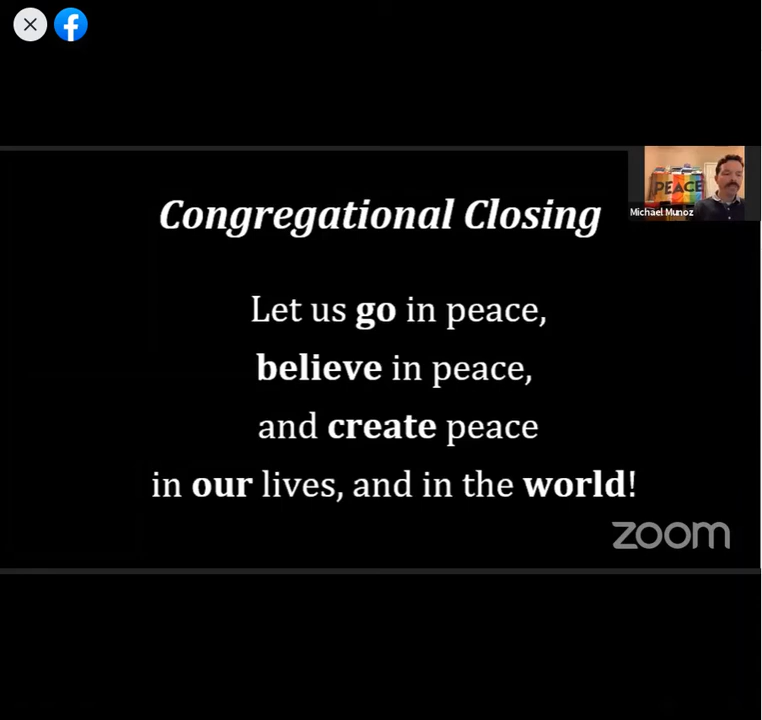 PEACE
Michael Munoz
Congregational Closing
Let us go in peace,
believe in peace,
and create peace
in our lives, and in the world!
zoom